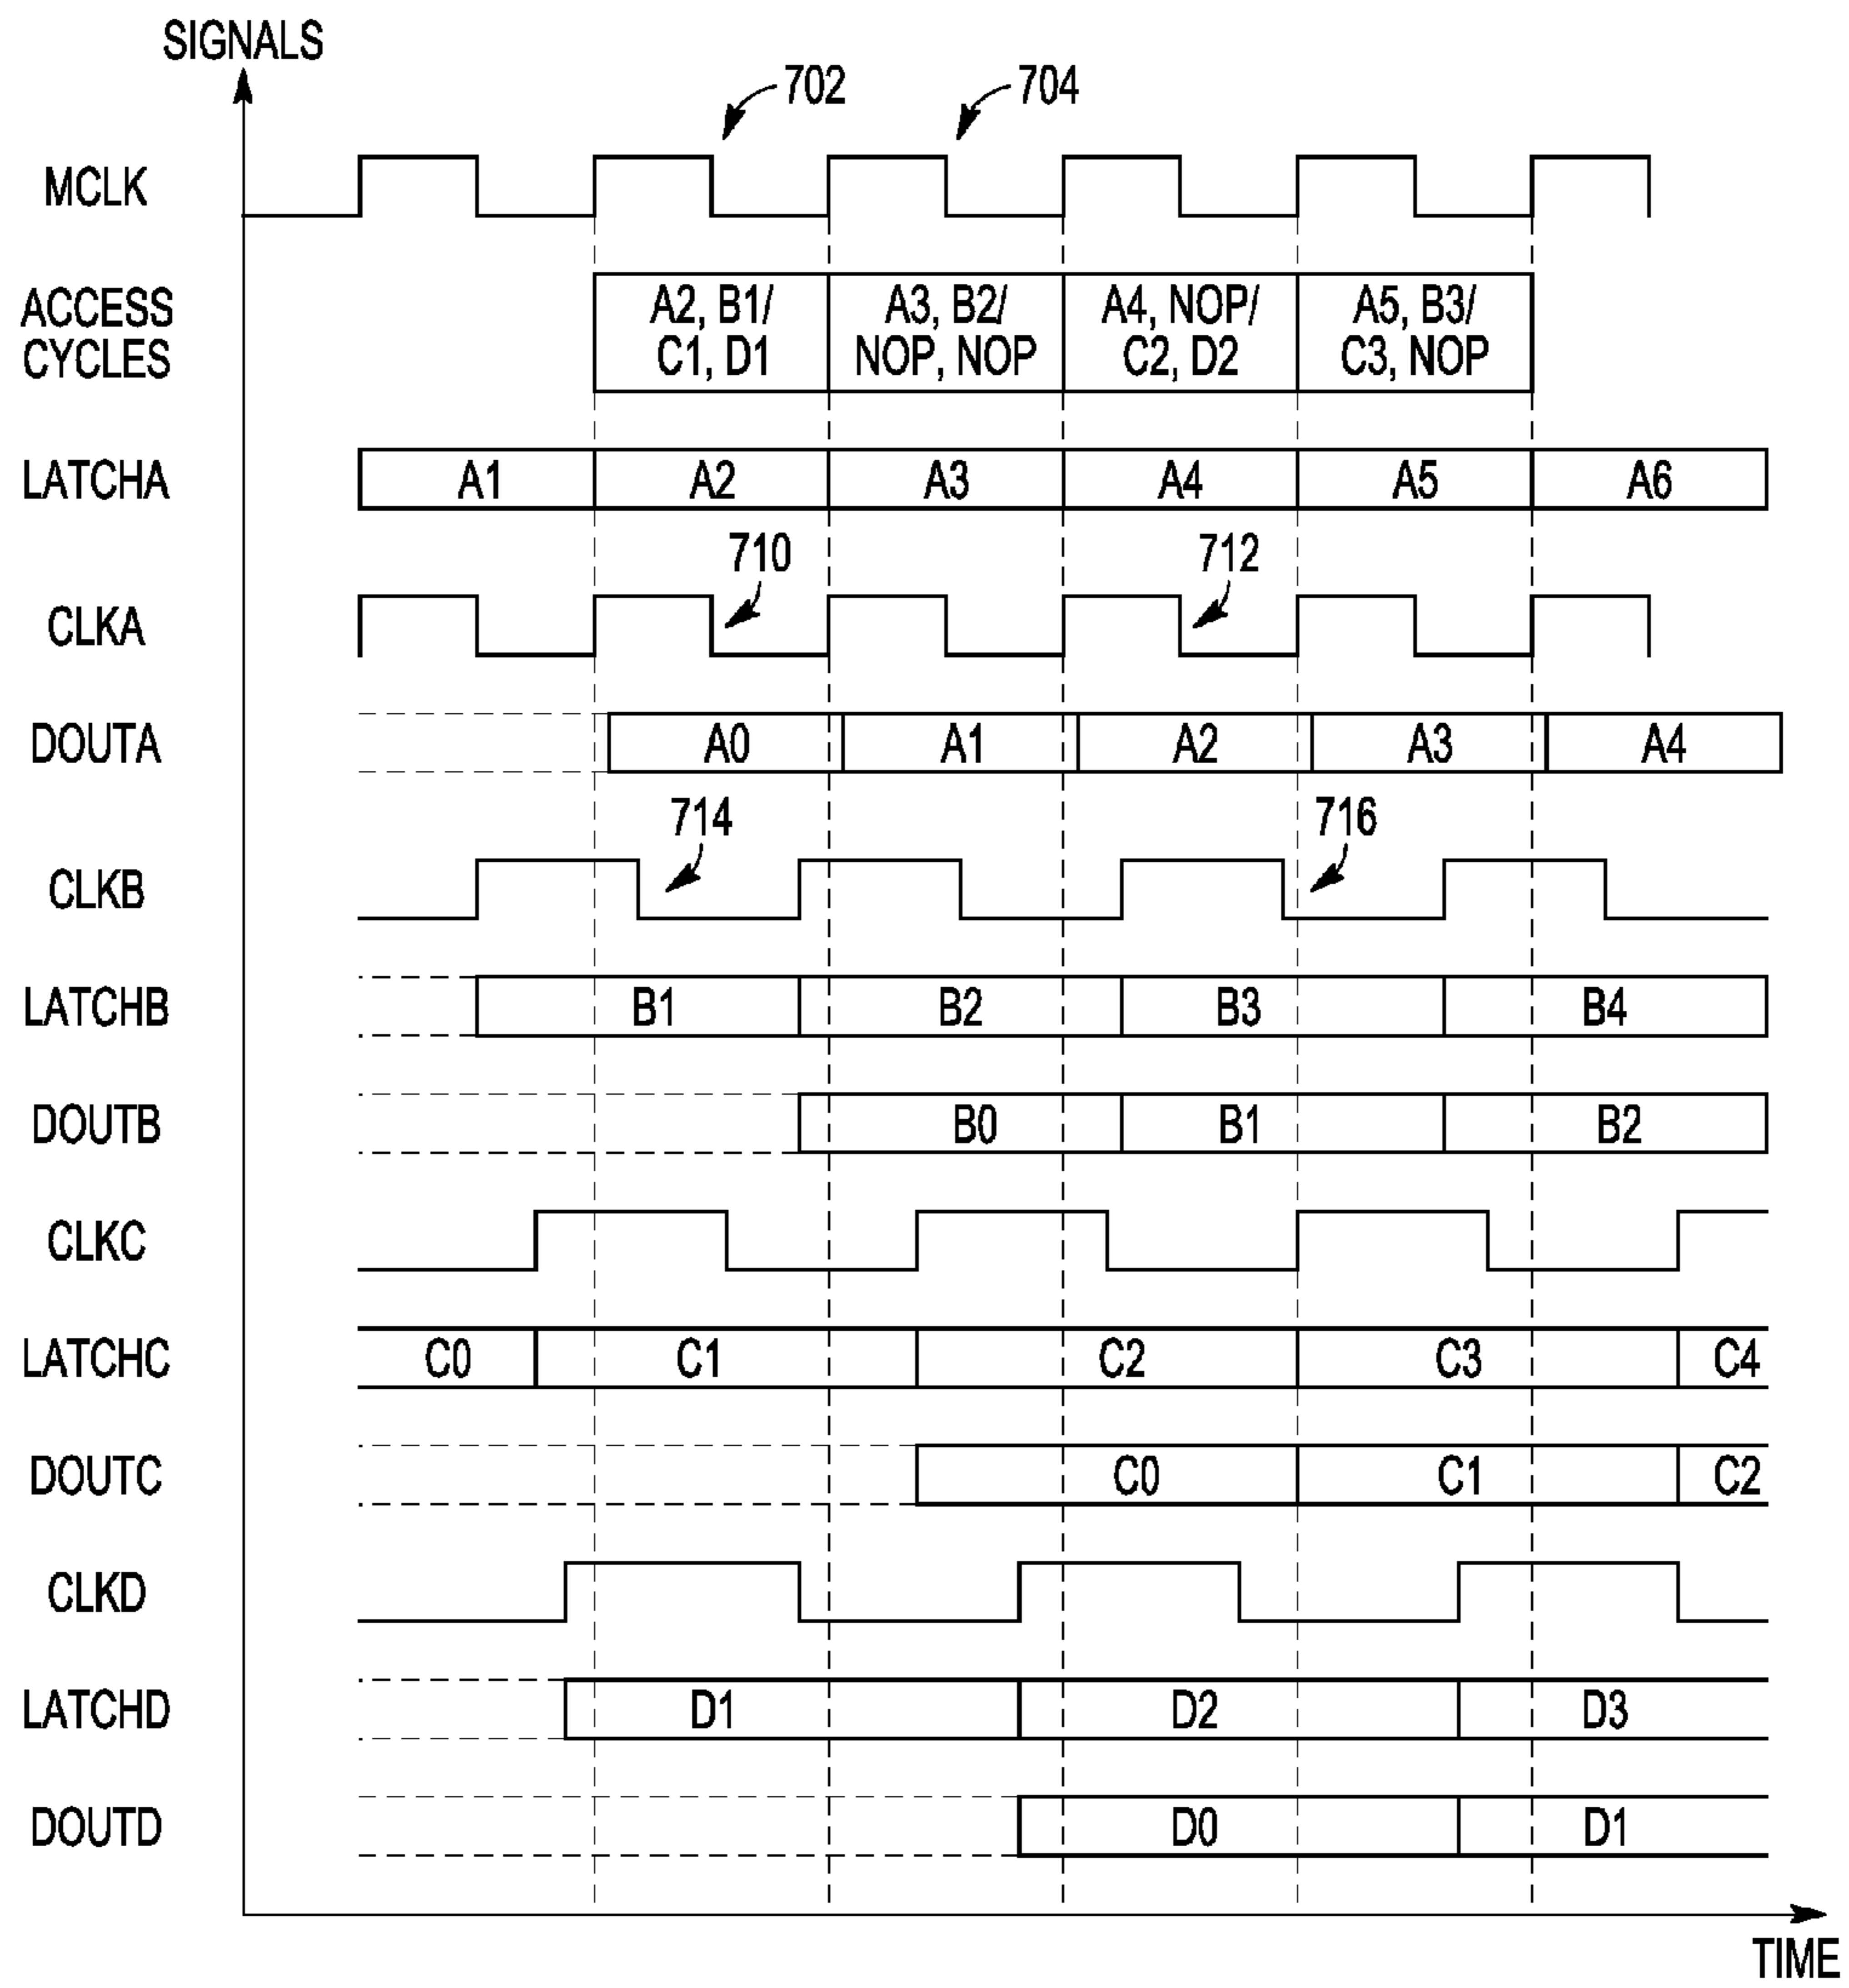 SIGNALS
702
704
MCLK
ACCESS
CYCLES
A2, B1/
C1, D1
A3, B2/
NOP, NOP
A4, NOP/
C2, D2
A5, B3/
C3, NOP
LATCHA
A1
A2
A3
A4
A5
A6
710
712
CLKA
DOUTA
A0
A1
A2
A3
A4
714
716
CLKB
LATCHB
B1
B2
B3
B4
DOUTB
B0
B1
B2
CLKC
LATCHC
C0
C1
C2
C3
C4
DOUTC
C0
C1
C2
CLKD
LATCHD
D1
D2
D3
DOUTD
D0
D1
TIME